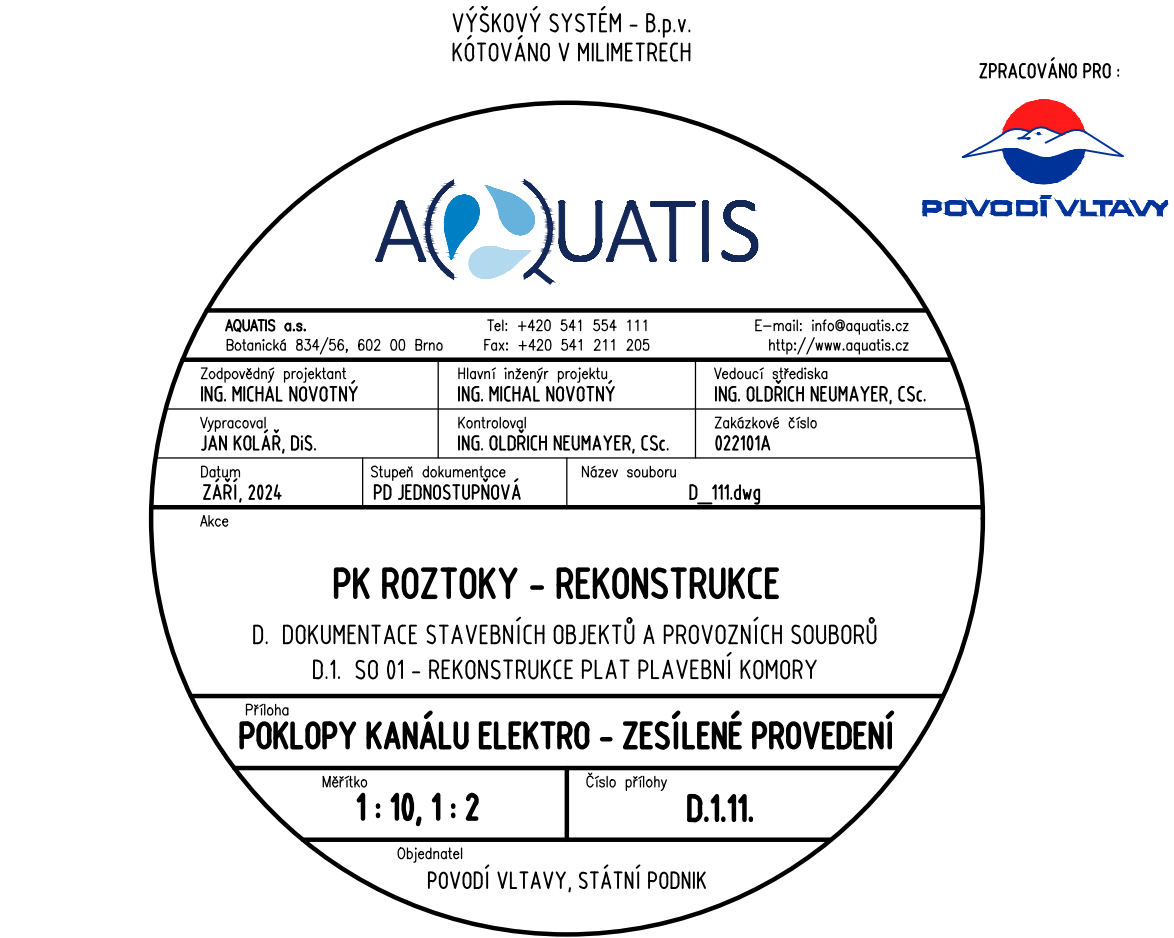 VÝŠKOVÝ SYSTÉM - B.p.v.
KÓTOVÁNO V MILIMETRECH
ZPRACOVÁNO PRO :
POVODÍ VLTAVY
AQUATIS
AQUATIS a.s.
Botanická 834/56, 602 00 Brno
Tel: +420 541 554 111
Fax: +420 541 211 205
E-mail: info@aquatis.cz
http://www.aquatis.cz
Zodpovědný projektant
ING. MICHAL NOVOTNÝ
Hlavní inženýr projektu
ING. MICHAL NOVOTNÝ
Vedoucí střediska
ING. OLDŘICH NEUMAYER, CSc.
Vypracoval
JAN KOLÁŘ, DiS.
Kontroloval
ING. OLDŘICH NEUMAYER, CSc.
Zakázkové číslo
022101A
Datum
ZÁŘÍ, 2024
Stupeň dokumentace
PD JEDNOSTUPŇOVÁ
Název souboru
D_111.dwg
Akce
PK ROZTOKY - REKONSTRUKCE
D. DOKUMENTACE STAVEBNÍCH OBJEKTŮ A PROVOZNÍCH SOUBORŮ
D.1. SO 01 - REKONSTRUKCE PLAT PLAVEBNÍ KOMORY
Příloha
POKLOPY KANÁLU ELEKTRO - ZESÍLENÉ PROVEDENÍ
Měřítko
1 : 10, 1 : 2
Číslo přílohy
D.1.11.
Objednatel
POVODÍ VLTAVY, STÁTNÍ PODNIK